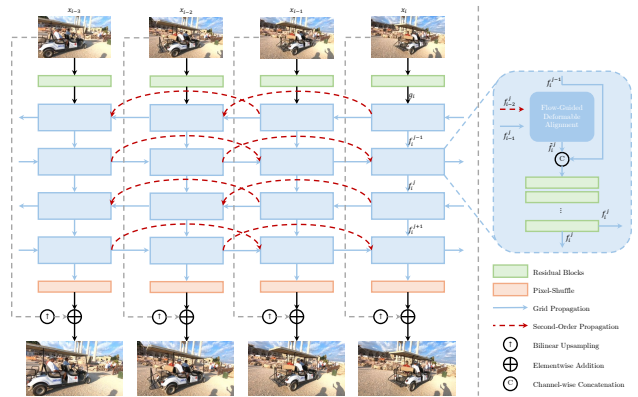 x_{i-3} x_{i-2} x_{i-1} x_i
g_i
f_i^{j-1}
f_i^j
f_i^{j+1}
↑ ↑ ↑ ↑
f_i^{j-1}
f_{i-2}^j
Flow-Guided
Deformable
Alignment
f_{i-1}^j
f̂_i^j
C
⋮
f_i^j
f_i^j
Residual Blocks
Pixel-Shuffle
Grid Propagation
Second-Order Propagation
↑ Bilinear Upsampling
Elementwise Addition
C Channel-wise Concatenation